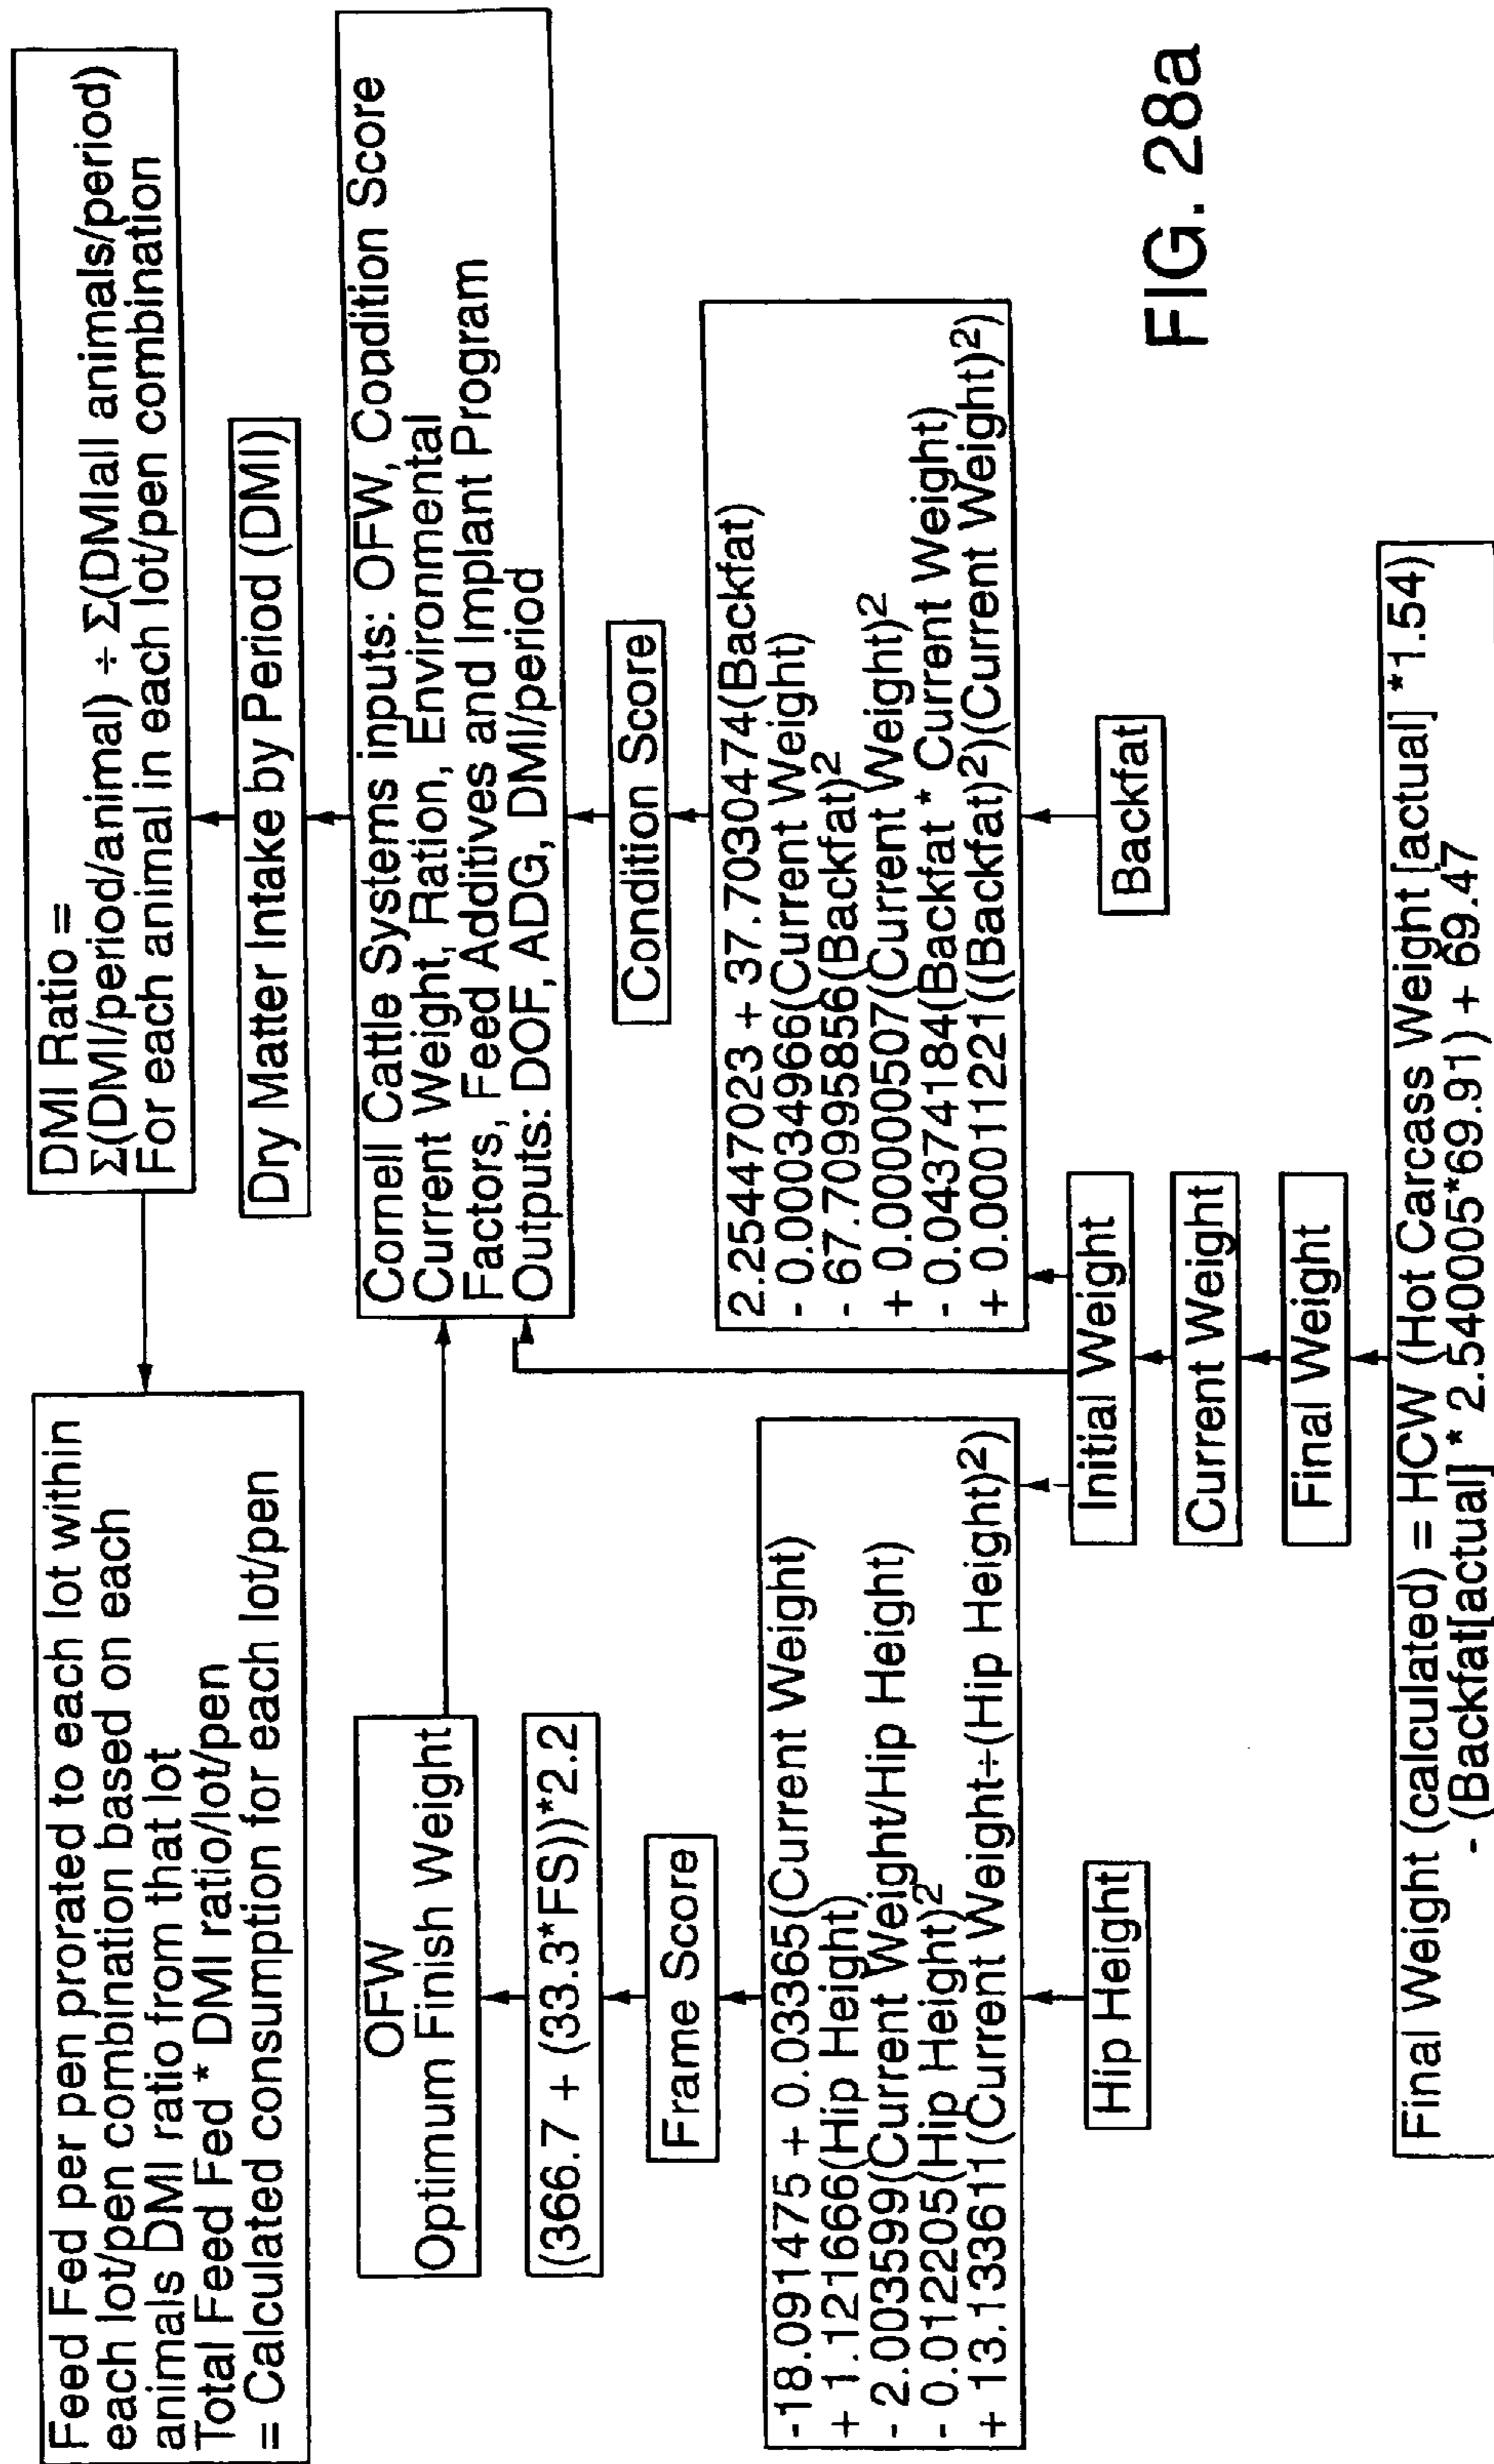 Feed Fed per pen prorated to each lot within
each lot/pen combination based on each
animals DMI ratio from that lot
Total Feed Fed * DMI ratio/lot/pen
= Calculated consumption for each lot/pen
DMI Ratio =
Σ(DMI/period/animal) ÷ Σ(DMIall animals/period)
For each animal in each lot/pen combination
Dry Matter Intake by Period (DMI)
OFW
Optimum Finish Weight
Cornell Cattle Systems inputs: OFW, Condition Score
Current Weight, Ration, Environmental
Factors, Feed Additives and Implant Program
Outputs: DOF, ADG, DMI/period
(366.7 + (33.3*FS))*2.2
Frame Score
Condition Score
-18.091475 + 0.03365(Current Weight)
+ 1.121666(Hip Height)
- 2.003599(Current Weight/Hip Height)
- 0.012205(Hip Height)2
+ 13.13361(Current Weight÷(Hip Height)2)
2.25447023 + 37.7030474(Backfat)
- 0.00034966(Current Weight)
- 67.7099585 6(Backfat)2
+ 0.00000507(Current Weight)2
- 0.04374184(Backfat * Current Weight)
+ 0.00011221((Backfat)2)(Current Weight)2)
Hip Height
Initial Weight
Backfat
Current Weight
Final Weight
Final Weight (calculated) = HCW (Hot Carcass Weight [actual] *1.54)
- (Backfat[actual] * 2.54005*69.91) + 69.47
FIG. 28a